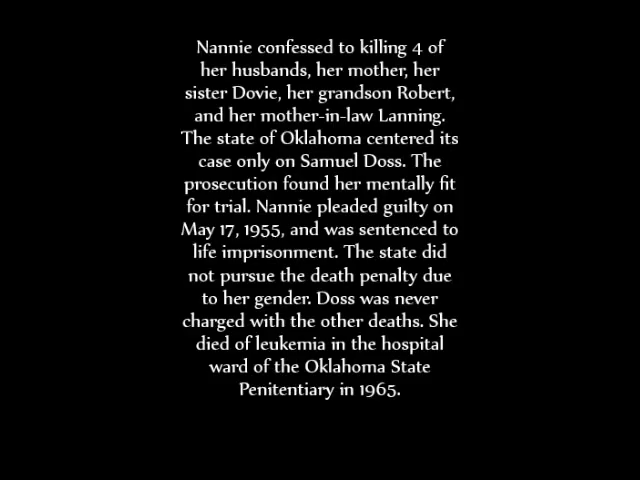 Nannie confessed to killing 4 of
her husbands, her mother, her
sister Dovie, her grandson Robert,
and her mother-in-law Lanning.
The state of Oklahoma centered its
case only on Samuel Doss. The
prosecution found her mentally fit
for trial. Nannie pleaded guilty on
May 17, 1955, and was sentenced to
life imprisonment. The state did
not pursue the death penalty due
to her gender. Doss was never
charged with the other deaths. She
died of leukemia in the hospital
ward of the Oklahoma State
Penitentiary in 1965.